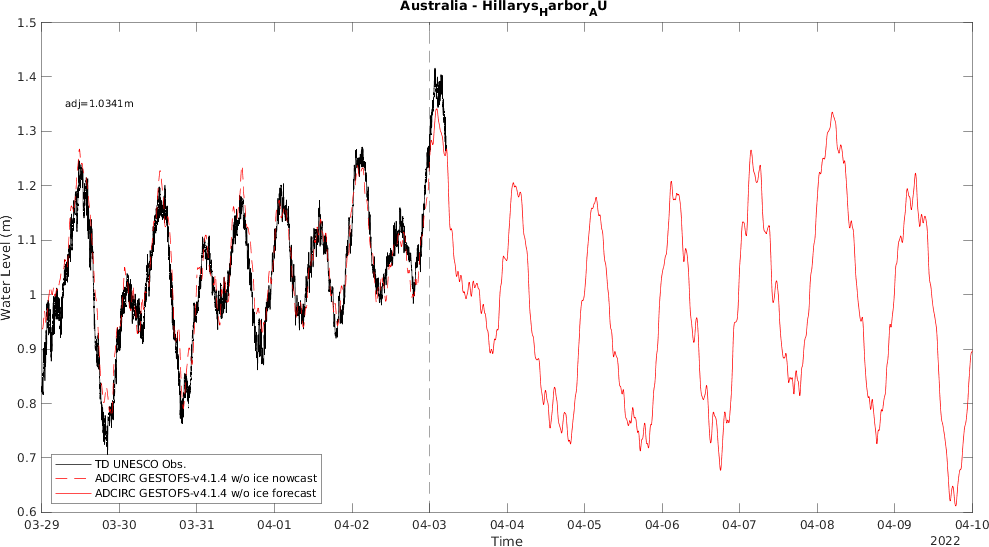 Australia - HillarysHarborAU
1.5
1.4
adj=1.0341m
1.3
1.2
1.1
Water Level (m)
1
0.9
0.8
0.7
TD UNESCO Obs.
ADCIRC GESTOFS-v4.1.4 w/o ice nowcast
ADCIRC GESTOFS-v4.1.4 w/o ice forecast
0.6
03-29 03-30 03-31 04-01 04-02 04-03 04-04 04-05 04-06 04-07 04-08 04-09 04-10
Time
2022